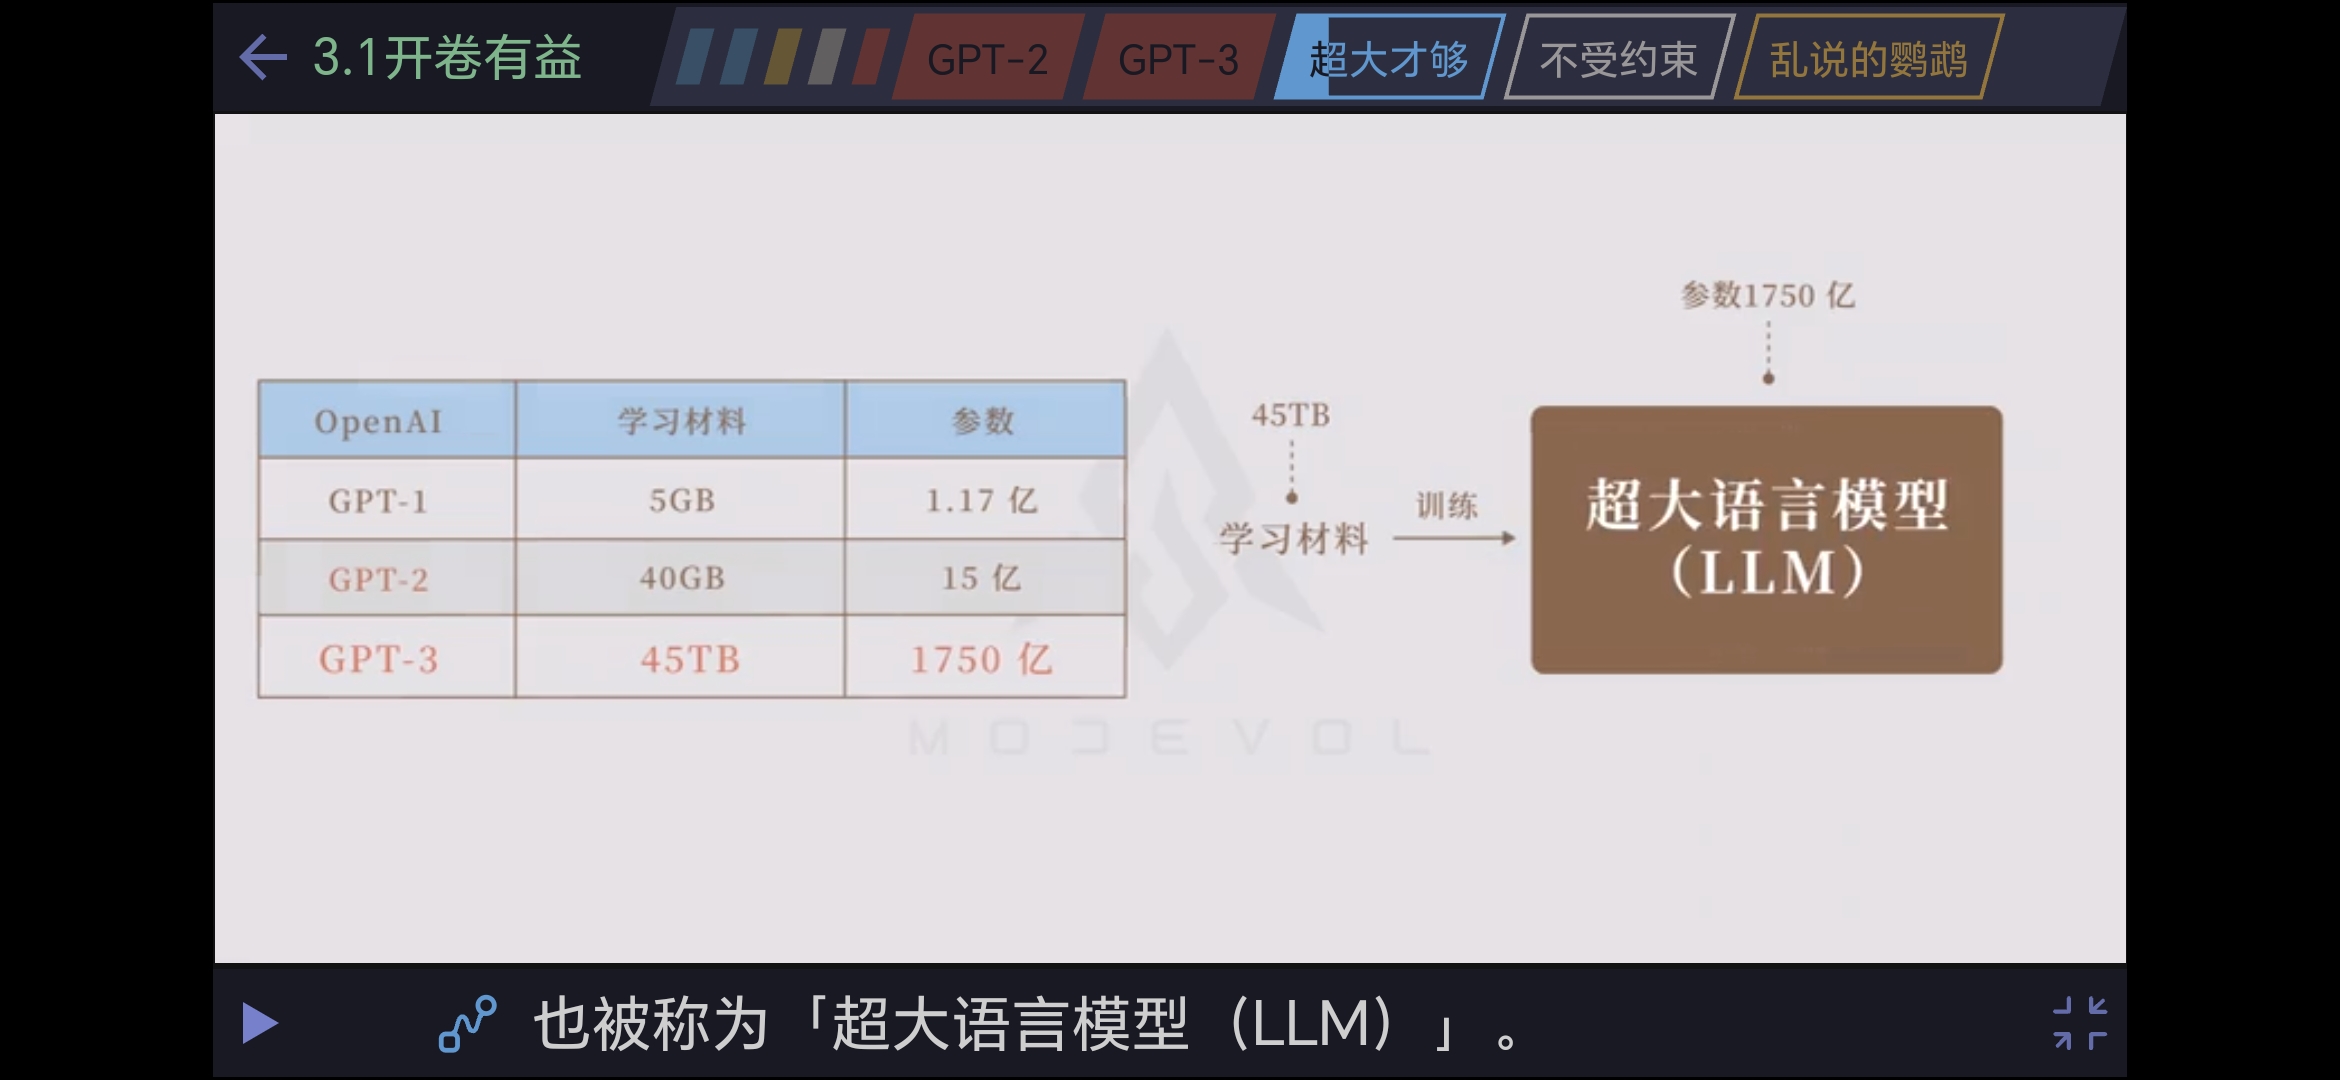 3.1开卷有益
GPT-2
GPT-3
超大才够
不受约束
乱说的鹦鹉
OpenAI 学习材料 参数
GPT-1 5GB 1.17 亿
GPT-2 40GB 15 亿
GPT-3 45TB 1750 亿
45TB
学习材料
训练
参数1750 亿
超大语言模型
（LLM）
MODEVOL
也被称为「超大语言模型（LLM）」。